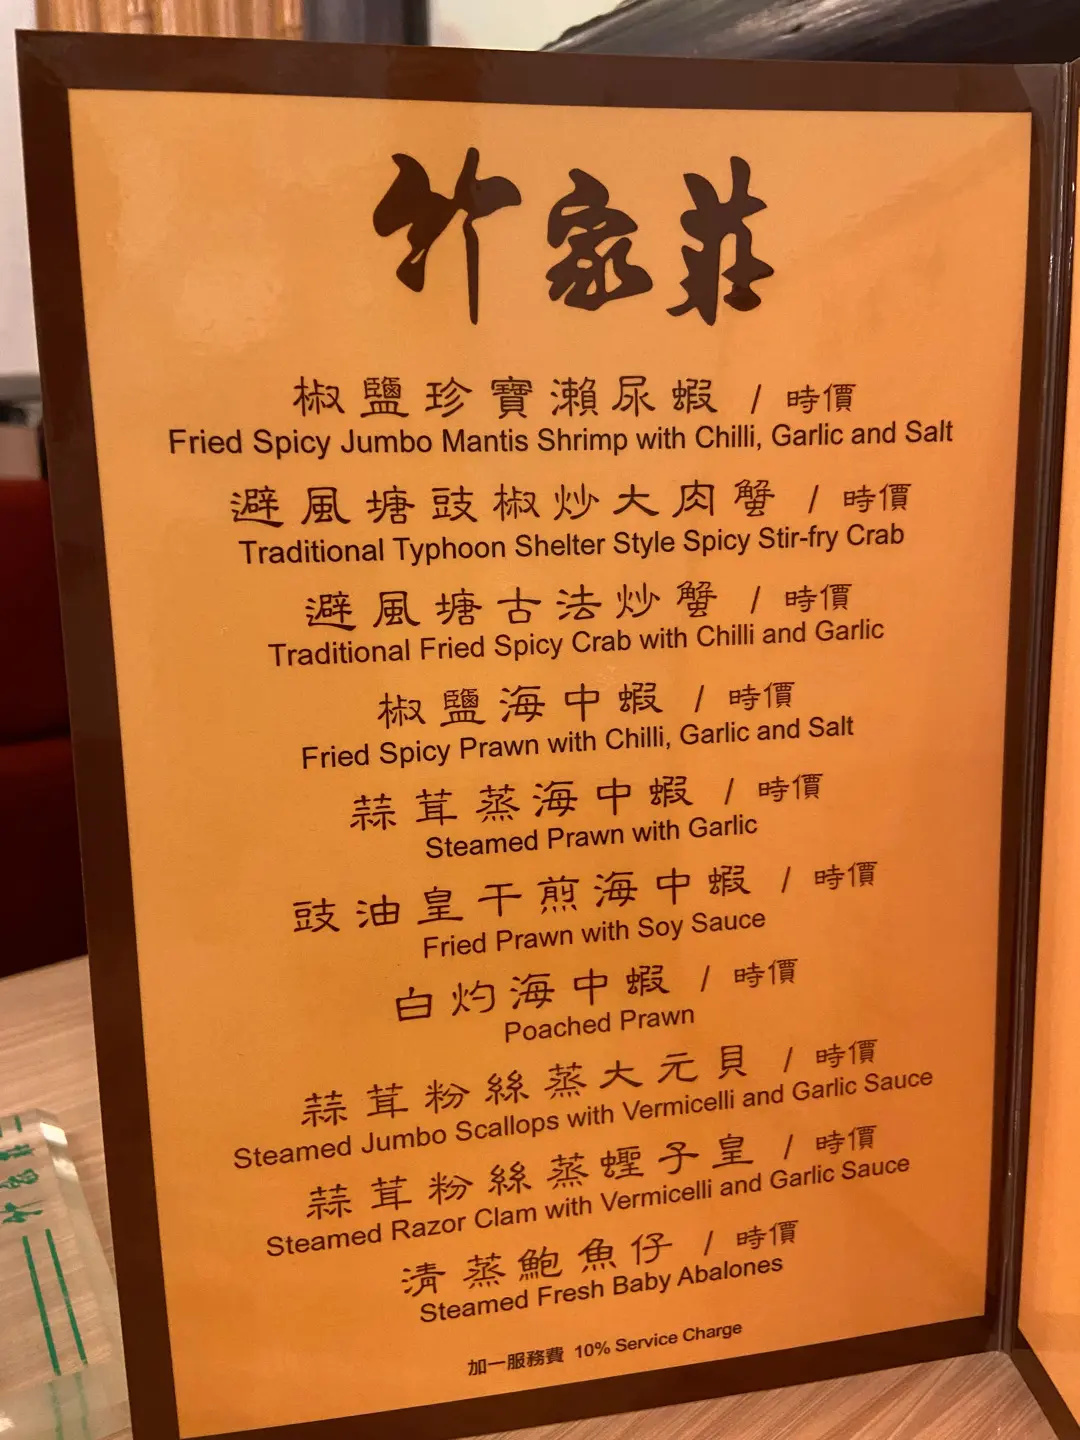 竹家莊
椒鹽珍寶瀨尿蝦 / 時價
Fried Spicy Jumbo Mantis Shrimp with Chilli, Garlic and Salt
避風塘豉椒炒大肉蟹 / 時價
Traditional Typhoon Shelter Style Spicy Stir-fry Crab
避風塘古法炒蟹 / 時價
Traditional Fried Spicy Crab with Chilli and Garlic
椒鹽海中蝦 / 時價
Fried Spicy Prawn with Chilli, Garlic and Salt
蒜茸蒸海中蝦 / 時價
Steamed Prawn with Garlic
豉油皇干煎海中蝦 / 時價
Fried Prawn with Soy Sauce
白灼海中蝦 / 時價
Poached Prawn
蒜茸粉絲蒸大元貝 / 時價
Steamed Jumbo Scallops with Vermicelli and Garlic Sauce
蒜茸粉絲蒸蟶子皇 / 時價
Steamed Razor Clam with Vermicelli and Garlic Sauce
清蒸鮑魚仔 / 時價
Steamed Fresh Baby Abalones
加一服務費 10% Service Charge